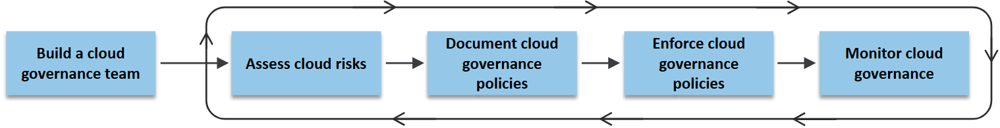 Build a cloud
governance team
Assess cloud risks
Document cloud
governance
policies
Enforce cloud
governance
policies
Monitor cloud
governance